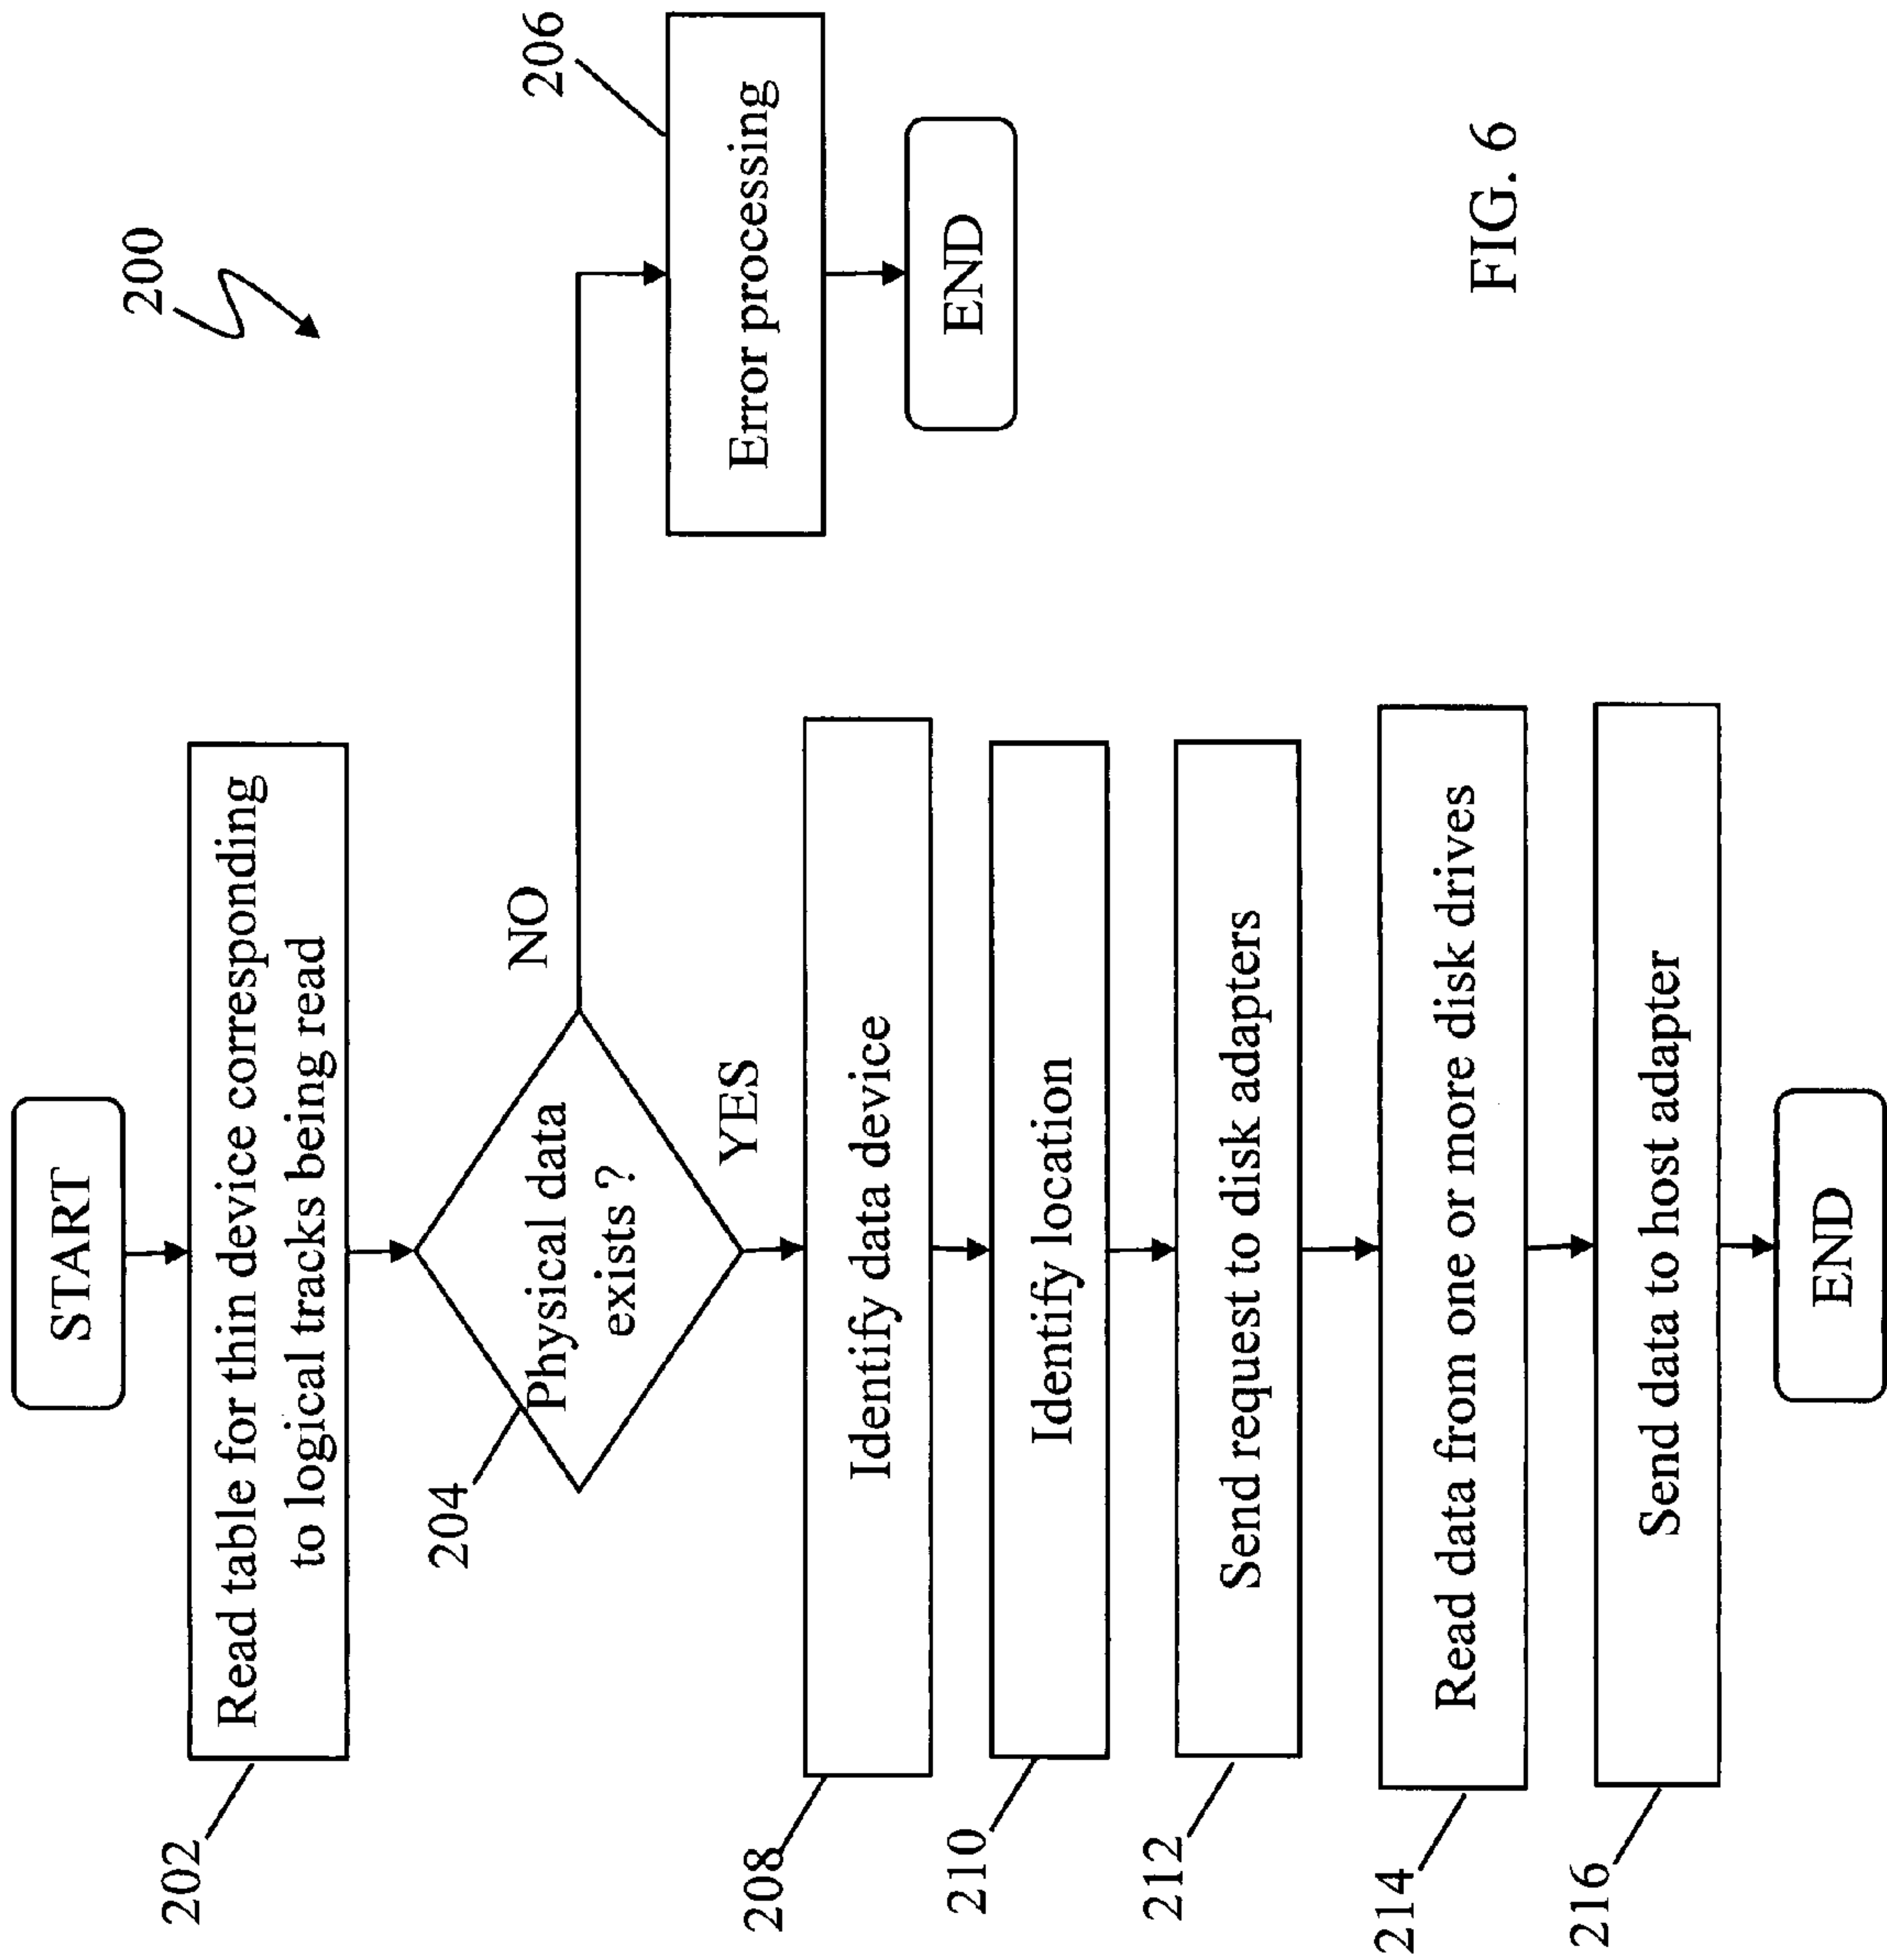 200
START
202
Read table for thin device corresponding
to logical tracks being read
204
Physical data
exists ?
NO
YES
206
Error processing
END
208
Identify data device
210
Identify location
212
Send request to disk adapters
214
Read data from one or more disk drives
216
Send data to host adapter
END
FIG. 6